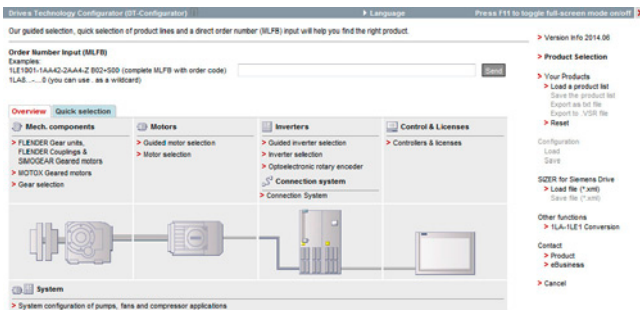 Drives Technology Configurator (DT-Configurator)
Language
Press F11 to toggle full-screen mode on/off
Our guided selection, quick selection of product lines and a direct order number (MLFB) input will help you find the right product.
Order Number Input (MLFB)
Examples:
1LE1001-1AA42-2AA4-Z B02+S00 (complete MLFB with order code)
1LA8...-...0 (you can use . as a wildcard)
Send
Overview
Quick selection
Mech. components
FLENDER Gear units,
FLENDER Couplings &
SIMOGEAR Geared motors
MOTOX Geared motors
Gear selection
Motors
Guided motor selection
Motor selection
Inverters
Guided inverter selection
Inverter selection
Optoelectronic rotary encoder
Connection system
Connection System
Control & Licenses
Controllers & licenses
System
System configuration of pumps, fans and compressor applications
Version Info 2014.06
Product Selection
Your Products
Load a product list
Save the product list
Export as txt file
Export to .VSR file
Reset
Configuration
Load
Save
SIZER for Siemens Drive
Load file (*.xml)
Save file (*.xml)
Other functions
1LA-1LE1 Conversion
Contact
Product
eBusiness
Cancel